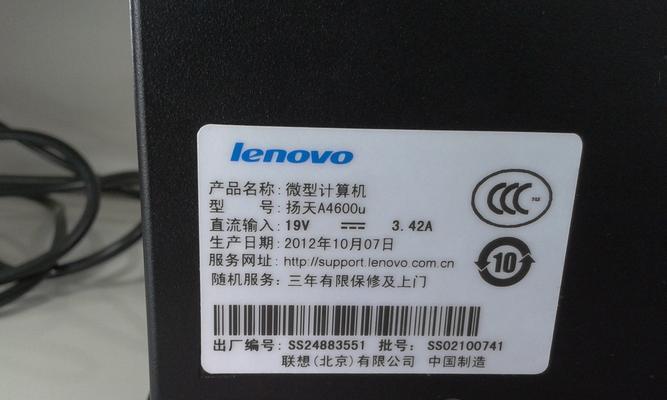 lenovo
产品名称: 微型计算机
型 号: 扬天A4600u
直流输入: 19V 3.42A
生产日期: 2012年10月07日
服务网址: http://support.lenovo.com.cn
随机服务: 三年有限保修及上门
出厂编号: SS24883551 批号: SS02100741
联想(北京)有限公司 中国制造
CCC
10